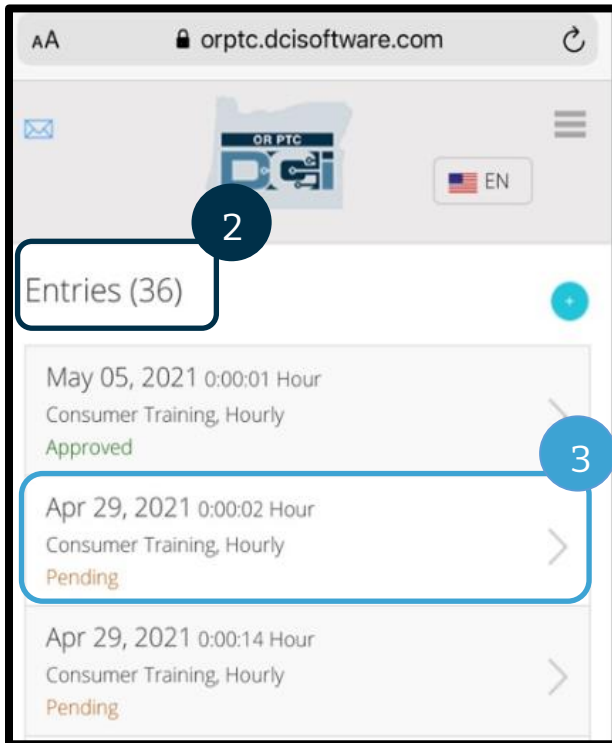 AA orptc.dcisoftware.com
OR PTC
DCi
EN
2
Entries (36)
+
May 05, 2021 0:00:01 Hour
Consumer Training, Hourly
Approved
3
Apr 29, 2021 0:00:02 Hour
Consumer Training, Hourly
Pending
Apr 29, 2021 0:00:14 Hour
Consumer Training, Hourly
Pending